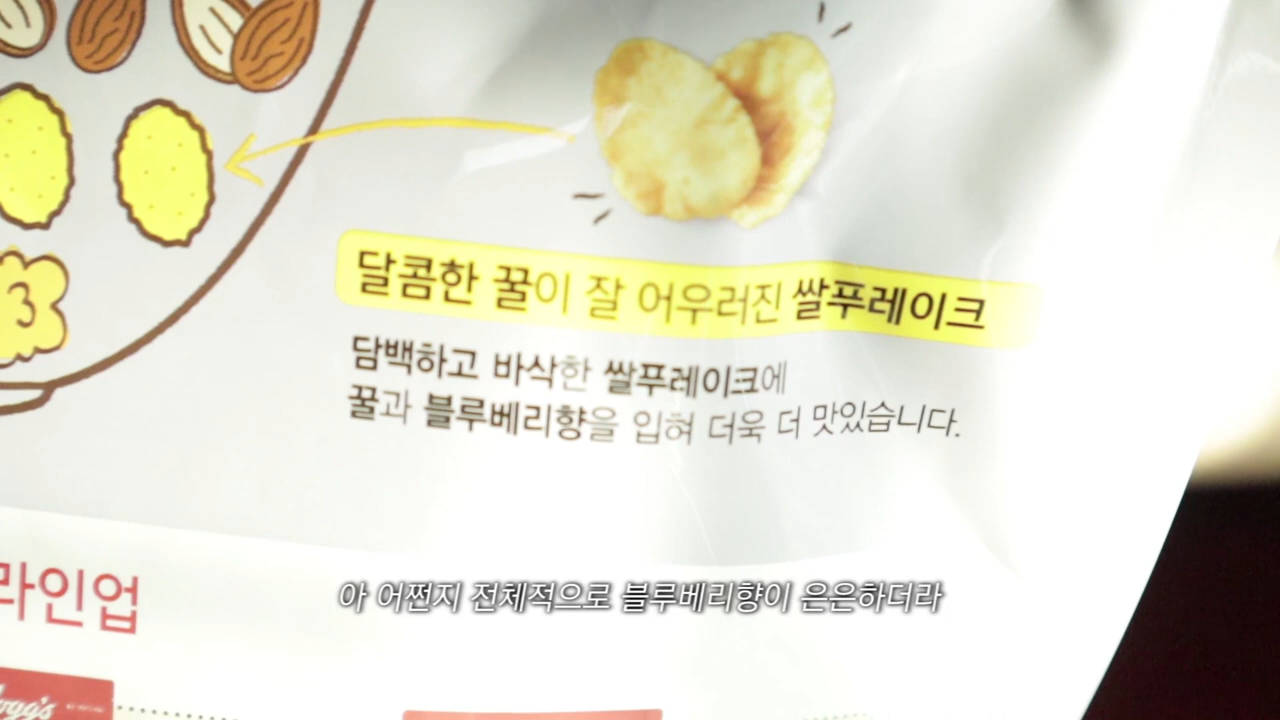 3
달콤한 꿀이 잘 어우러진 쌀푸레이크
담백하고 바삭한 쌀푸레이크에
꿀과 블루베리향을 입혀 더욱 더 맛있습니다.
라인업
아 어쩐지 전체적으로 블루베리향이 은은하더라